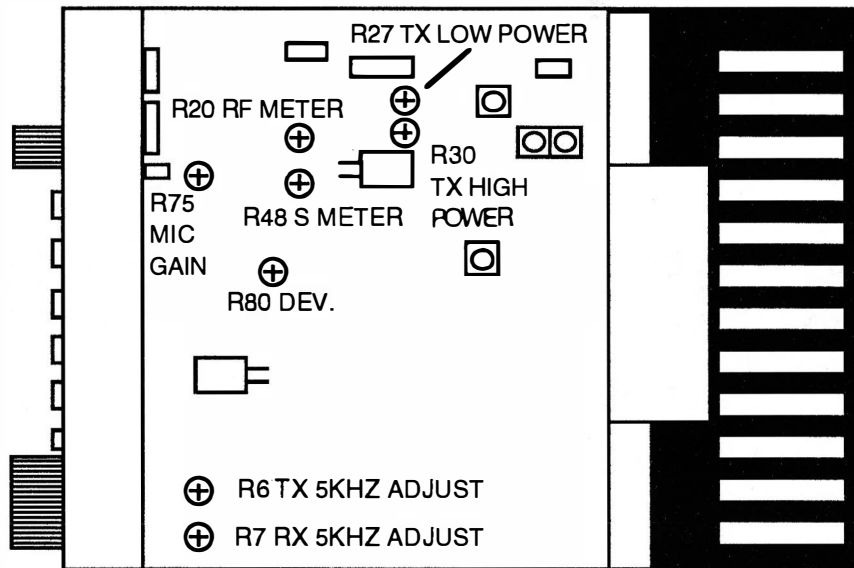 R27 TX LOW POWER
R20 RF METER
R30
TX HIGH
POWER
R75
MIC
GAIN
R48 S METER
R80 DEV.
R6 TX 5KHZ ADJUST
R7 RX 5KHZ ADJUST